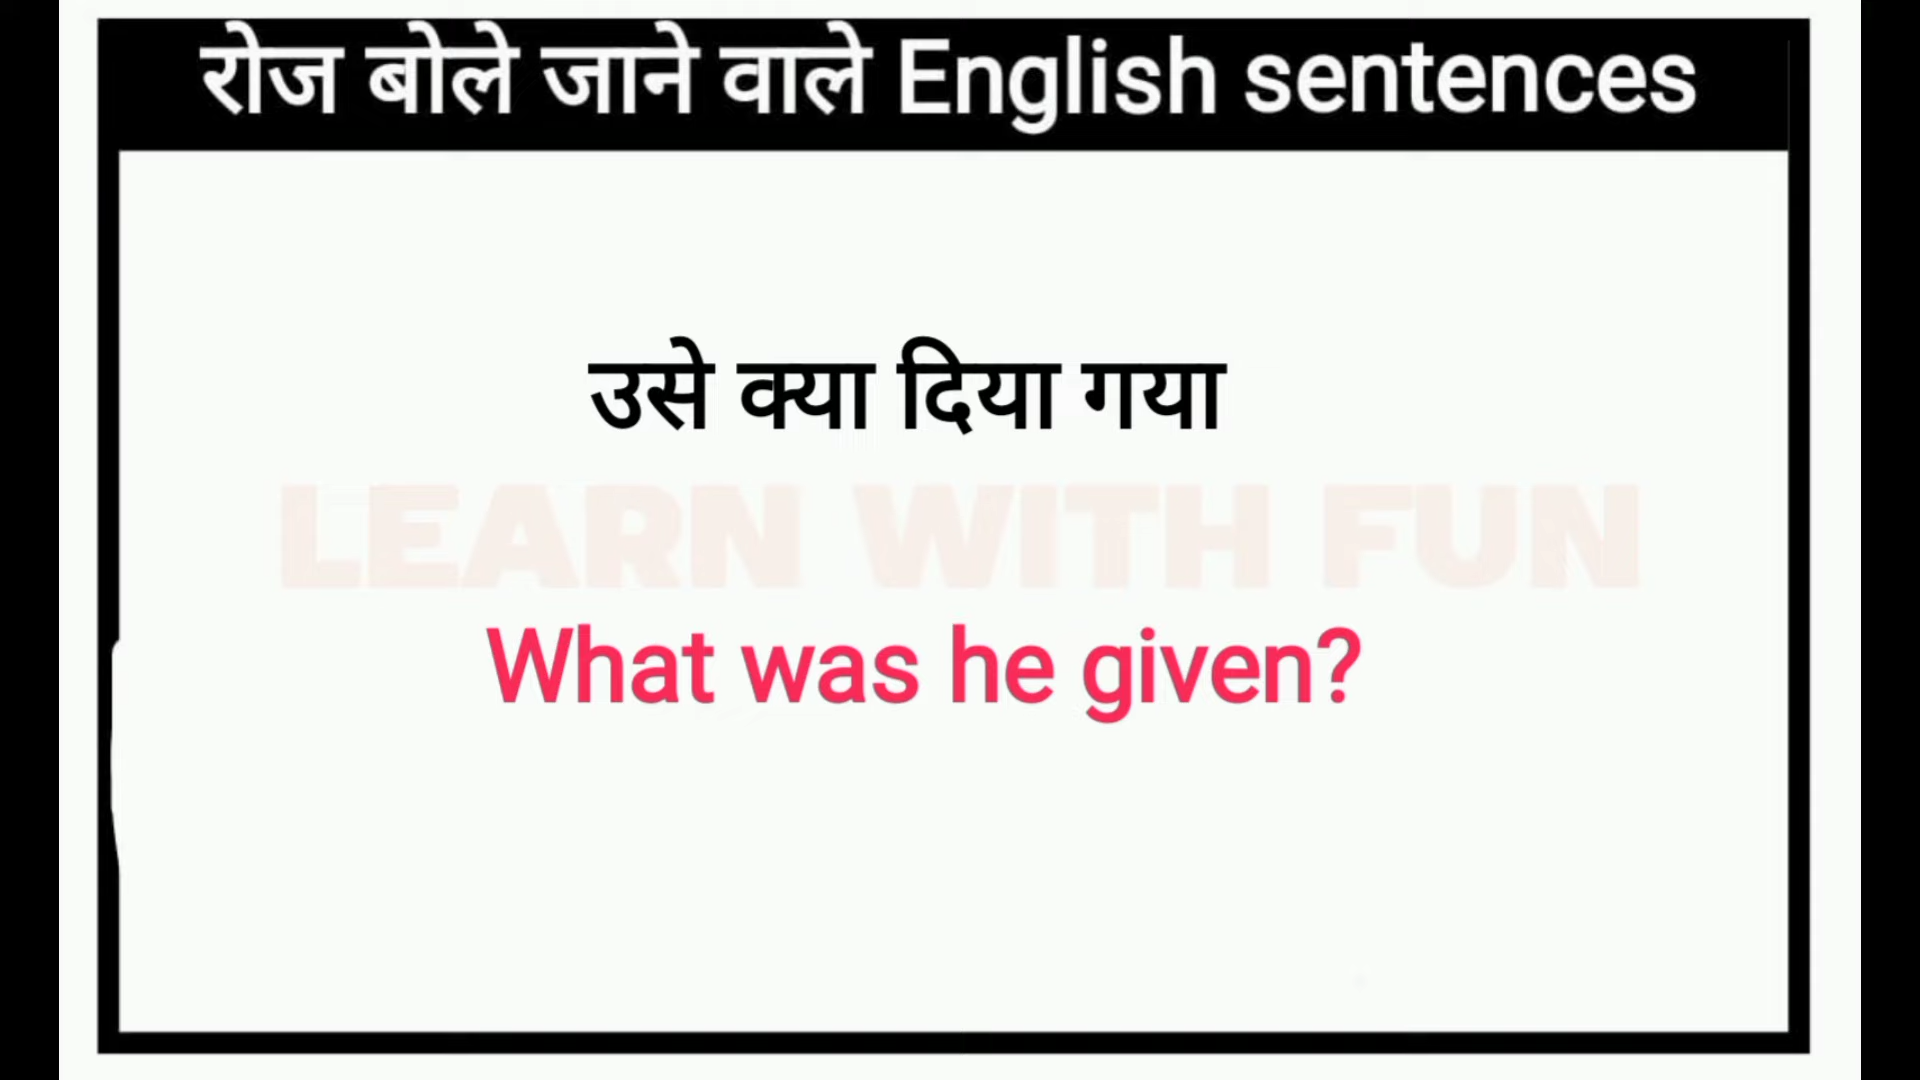 रोज बोले जाने वाले English sentences
उसे क्या दिया गया
LEARN WITH FUN
What was he given?